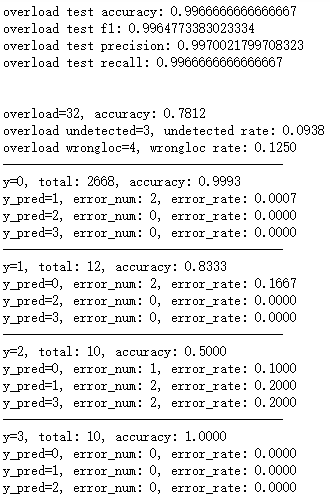 overload test accuracy: 0.9966666666666667
overload test f1: 0.9964773383023334
overload test precision: 0.9970021799708323
overload test recall: 0.9966666666666667
overload=32, accuracy: 0.7812
overload undetected=3, undetected rate: 0.0938
overload wrongloc=4, wrongloc rate: 0.1250
y=0, total: 2668, accuracy: 0.9993
y_pred=1, error_num: 2, error_rate: 0.0007
y_pred=2, error_num: 0, error_rate: 0.0000
y_pred=3, error_num: 0, error_rate: 0.0000
y=1, total: 12, accuracy: 0.8333
y_pred=0, error_num: 2, error_rate: 0.1667
y_pred=2, error_num: 0, error_rate: 0.0000
y_pred=3, error_num: 0, error_rate: 0.0000
y=2, total: 10, accuracy: 0.5000
y_pred=0, error_num: 1, error_rate: 0.1000
y_pred=1, error_num: 2, error_rate: 0.2000
y_pred=3, error_num: 2, error_rate: 0.2000
y=3, total: 10, accuracy: 1.0000
y_pred=0, error_num: 0, error_rate: 0.0000
y_pred=1, error_num: 0, error_rate: 0.0000
y_pred=2, error_num: 0, error_rate: 0.0000